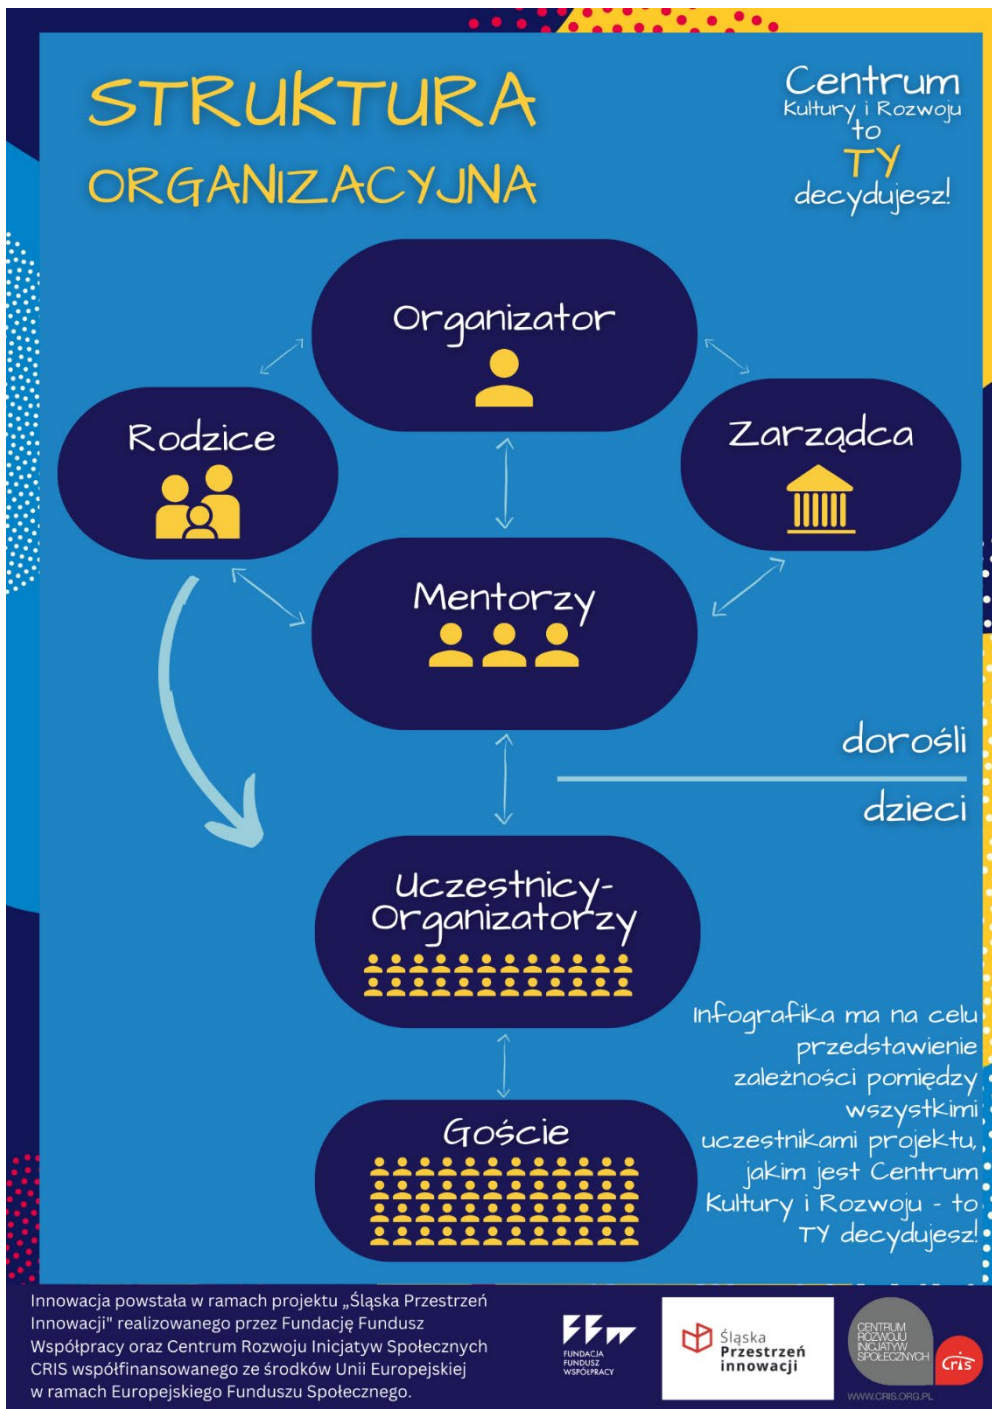 STRUKTURA
ORGANIZACYJNA
Centrum
Kultury i Rozwoju
to
TY
decydujesz!
Organizator
Rodzice
Zarządca
Mentorzy
dorośli
dzieci
Uczestnicy-
Organizatorzy
Goście
Infografika ma na celu
przedstawienie
zależności pomiędzy
wszystkimi
uczestnikami projektu,
jakim jest Centrum
Kultury i Rozwoju - to
TY decydujesz!
Innowacja powstała w ramach projektu „Śląska Przestrzeń
Innowacji" realizowanego przez Fundację Fundusz
Współpracy oraz Centrum Rozwoju Inicjatyw Społecznych
CRIS współfinansowanego ze środków Unii Europejskiej
w ramach Europejskiego Funduszu Społecznego.
FUNDACJA
FUNDUSZ
WSPÓŁPRACY
Śląska
Przestrzeń
innowacji
CENTRUM
ROZWOJU
INICJATYW
SPOŁECZNYCH
Cris
WWW.CRIS.ORG.PL